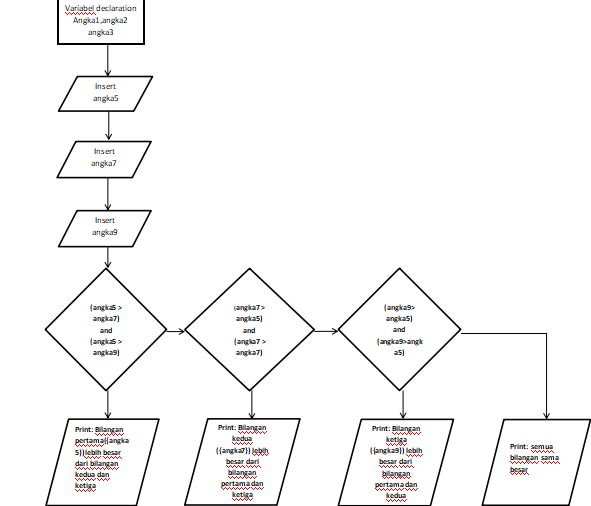 Variabel declaration
Angka1,angka2
angka3
Insert
angka5
Insert
angka7
Insert
angka9
(angka5 >
angka7)
and
(angka5 >
angka9)
(angka7 >
angka5)
and
(angka7 >
angka7)
(angka9>
angka5)
and
(angka9>angk
a5)
Print: Bilangan
pertama((angka
5))lebih besar
dari bilangan
kedua dan
ketiga
Print: Bilangan
kedua
((angka7)) lebih
besar dari
bilangan
pertama dan
ketiga
Print: Bilangan
ketiga
((angka9)) lebih
besar dari
bilangan
pertama dan
kedua
Print: semua
bilangan sama
besar